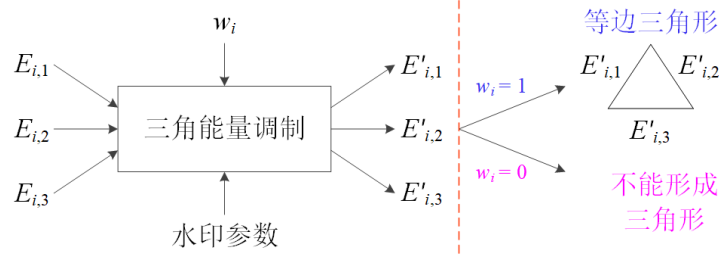 w_i
E_{i,1}
E_{i,2}
E_{i,3}
三角能量调制
水印参数
E'_{i,1}
E'_{i,2}
E'_{i,3}
w_i = 1
w_i = 0
等边三角形
E'_{i,1}
E'_{i,2}
E'_{i,3}
不能形成
三角形